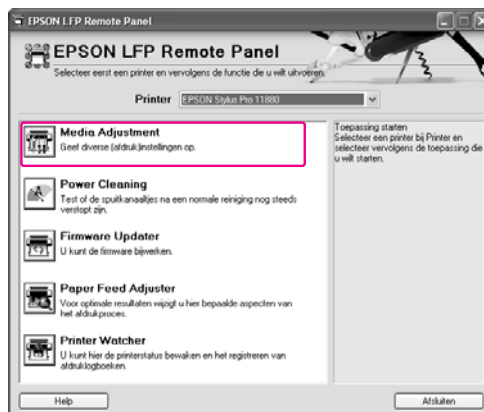 EPSON LFP Remote Panel
EPSON LFP Remote Panel
Selecteer eerst een printer en vervolgens de functie die u wilt uitvoeren.
Printer EPSON Stylus Pro 11880
Media Adjustment
Geef diverse (afdruk)instellingen op.
Power Cleaning
Test of de spuitkanaaltjes na een normale reiniging nog steeds
verstopt zijn.
Firmware Updater
U kunt de firmware bijwerken.
Paper Feed Adjuster
Voor optimale resultaten wijzigt u hier bepaalde aspecten van
het afdrukproces.
Printer Watcher
U kunt hier de printerstatus bewaken en het registreren van
afdruklogboeken.
Toepassing starten
Selecteer een printer bij Printer en
selecteer vervolgens de toepassing die
u wilt starten.
Help
Afsluiten